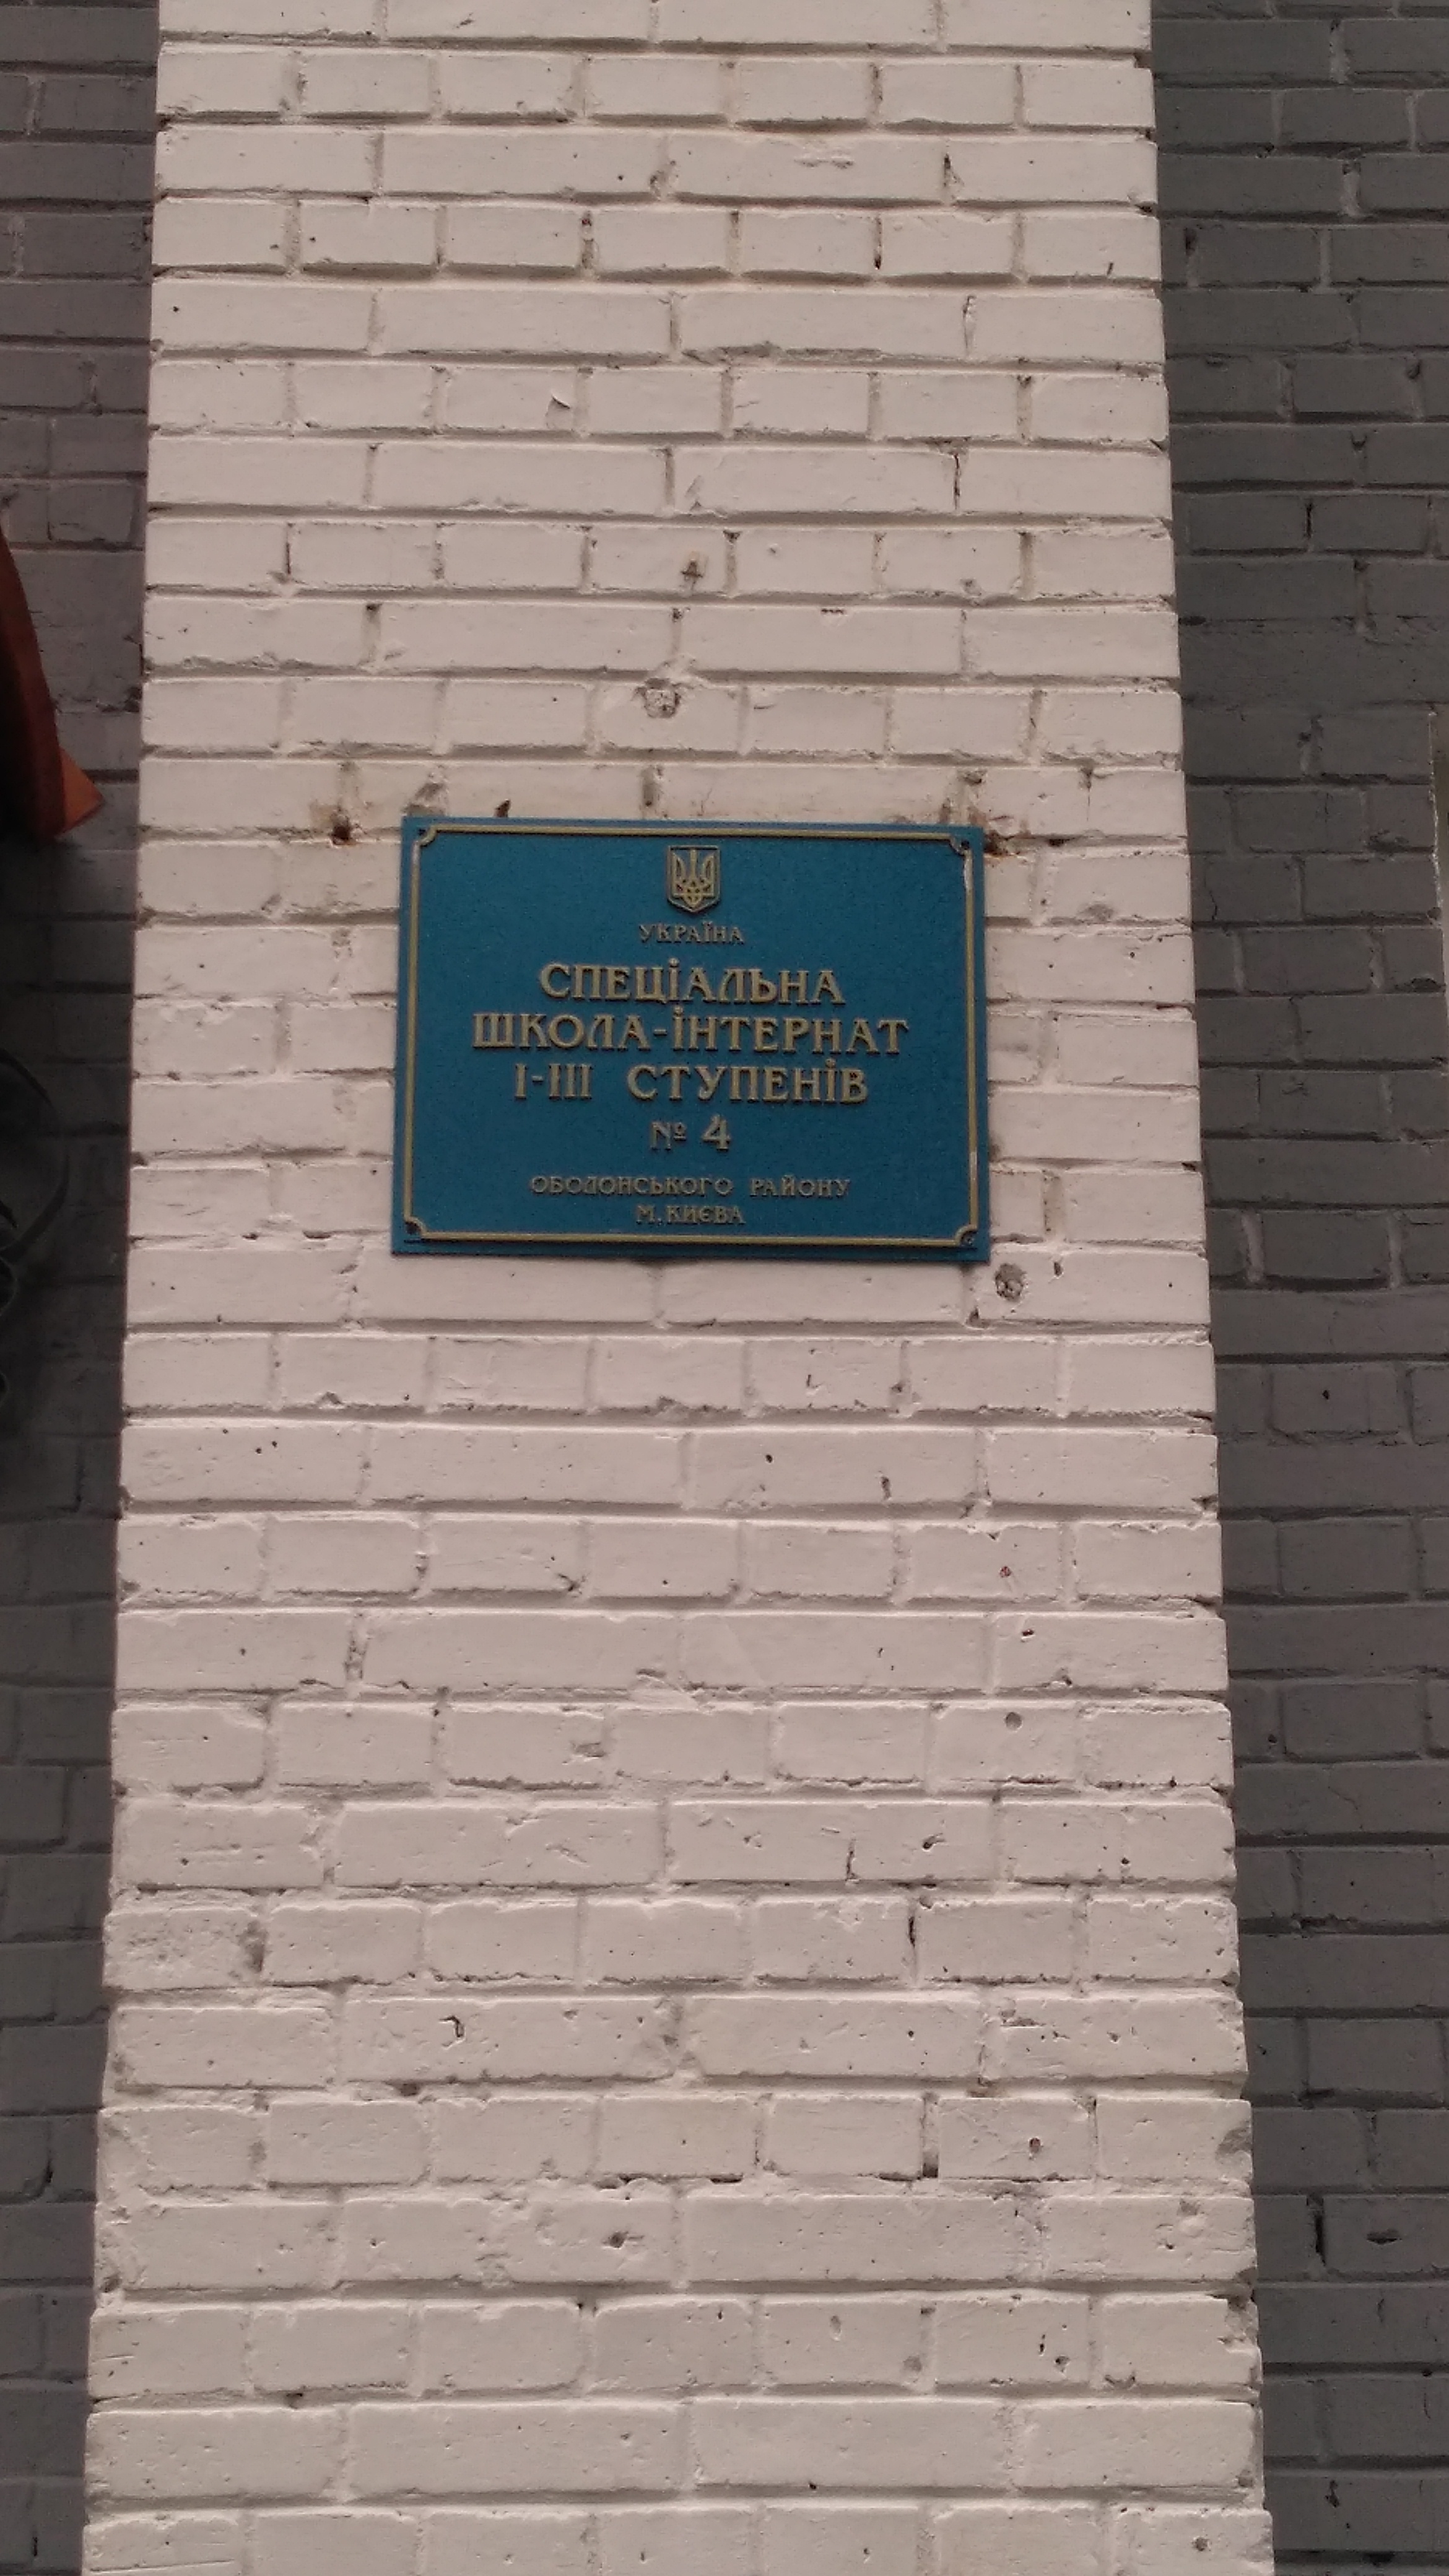 УКРАЇНА
СПЕЦІАЛЬНА
ШКОЛА-ІНТЕРНАТ
І-ІІІ СТУПЕНІВ
№ 4
ОБОЛОНСЬКОГО РАЙОНУ
М. КИЄВА